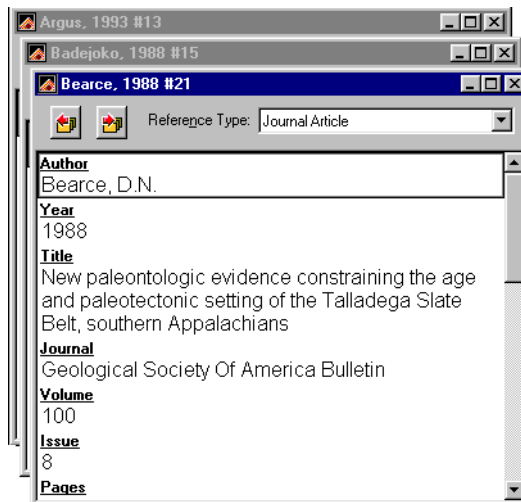 Argus, 1993 #13
Badejoko, 1988 #15
Bearce, 1988 #21
Reference Type: Journal Article
Author
Bearce, D.N.
Year
1988
Title
New paleontologic evidence constraining the age
and paleotectonic setting of the Talladega Slate
Belt, southern Appalachians
Journal
Geological Society Of America Bulletin
Volume
100
Issue
8
Pages